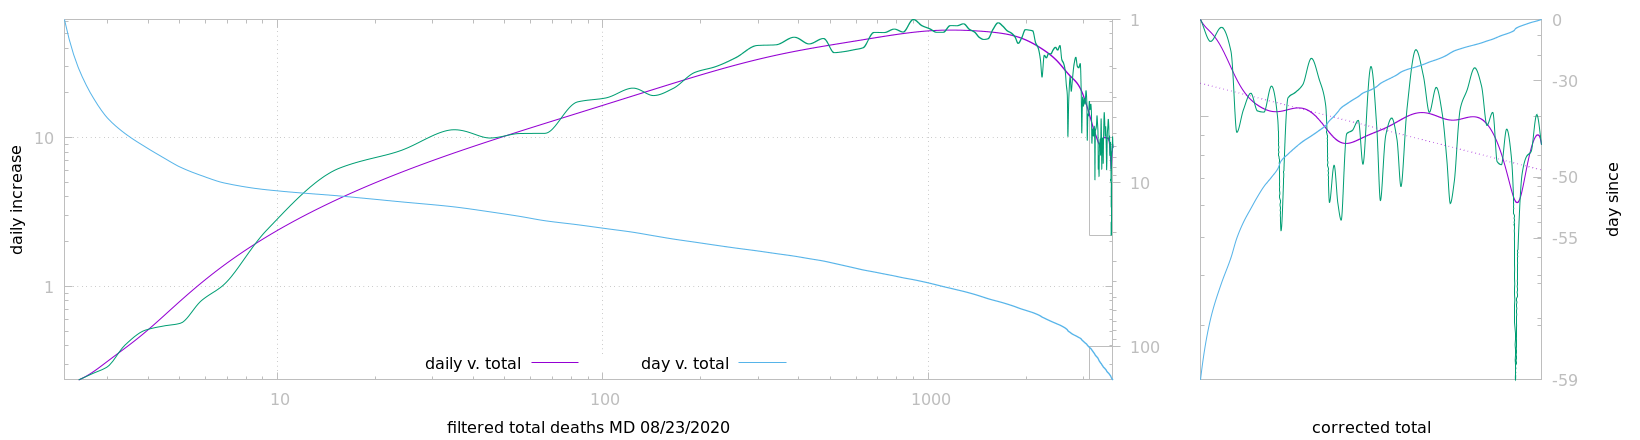 daily increase
10
1
daily v. total
day v. total
10
100
1000
1
10
100
filtered total deaths MD 08/23/2020
0
-30
-50
-55
-59
day since
corrected total